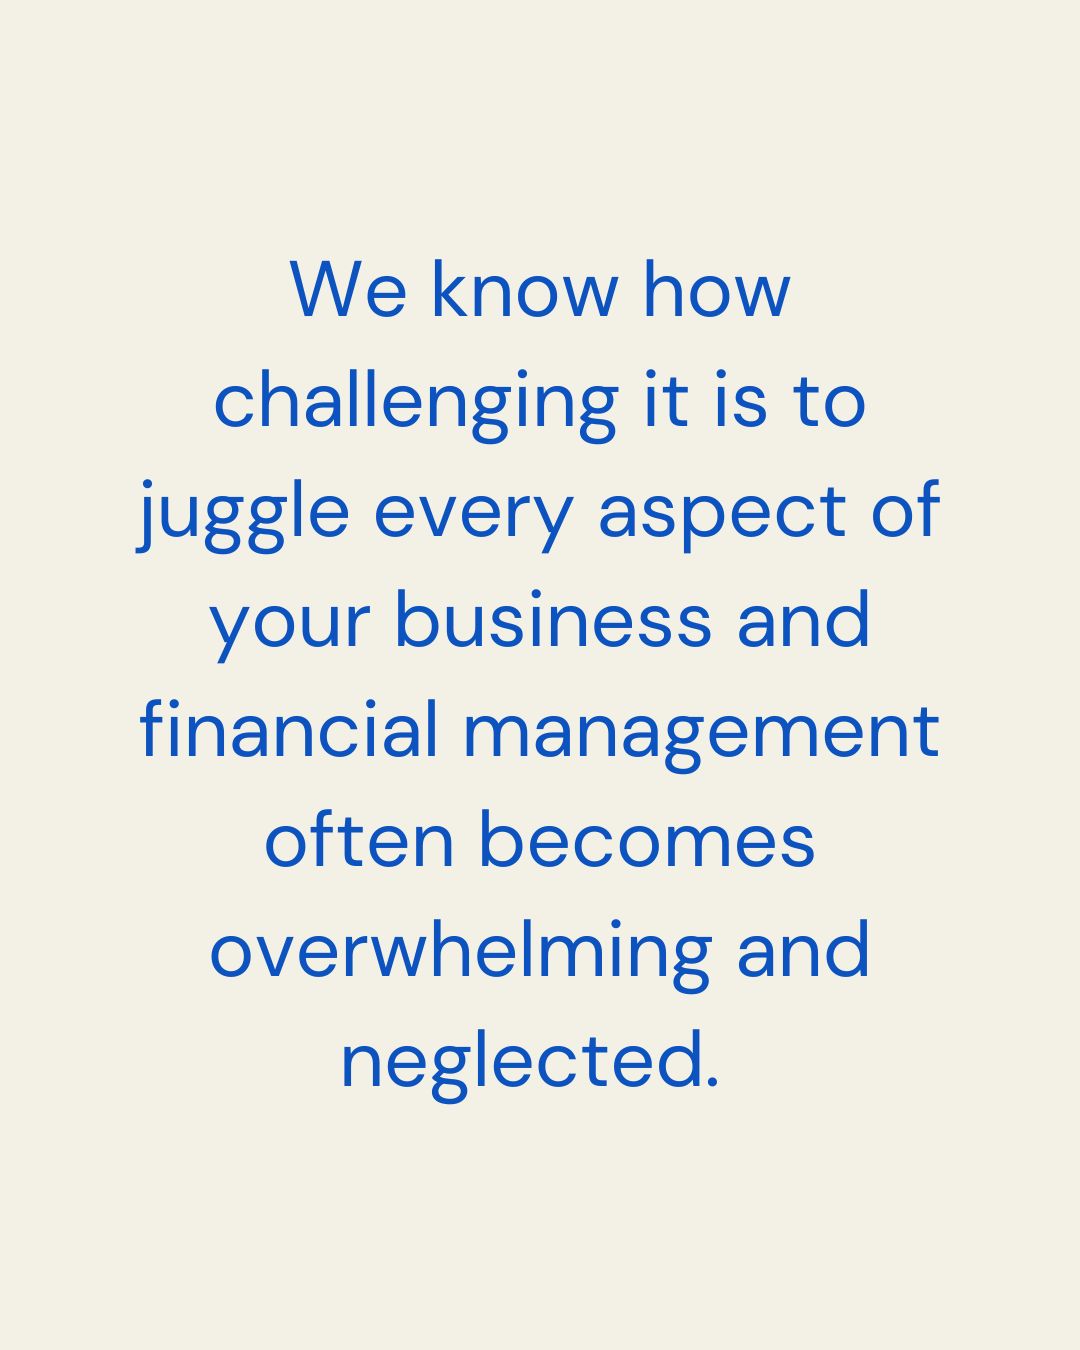 We know how
challenging it is to
juggle every aspect of
your business and
financial management
often becomes
overwhelming and
neglected.